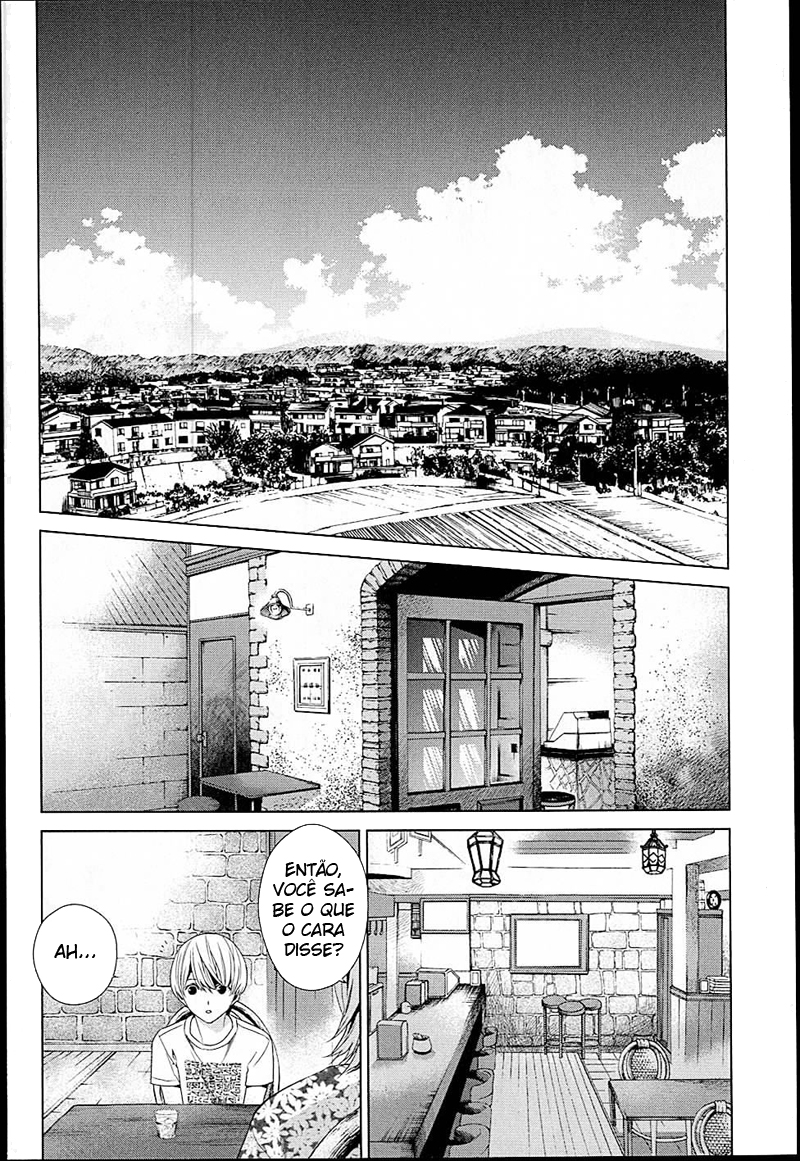 ENTÃO,
VOCÊ SA-
BE O QUE
O CARA
DISSE?
AH...